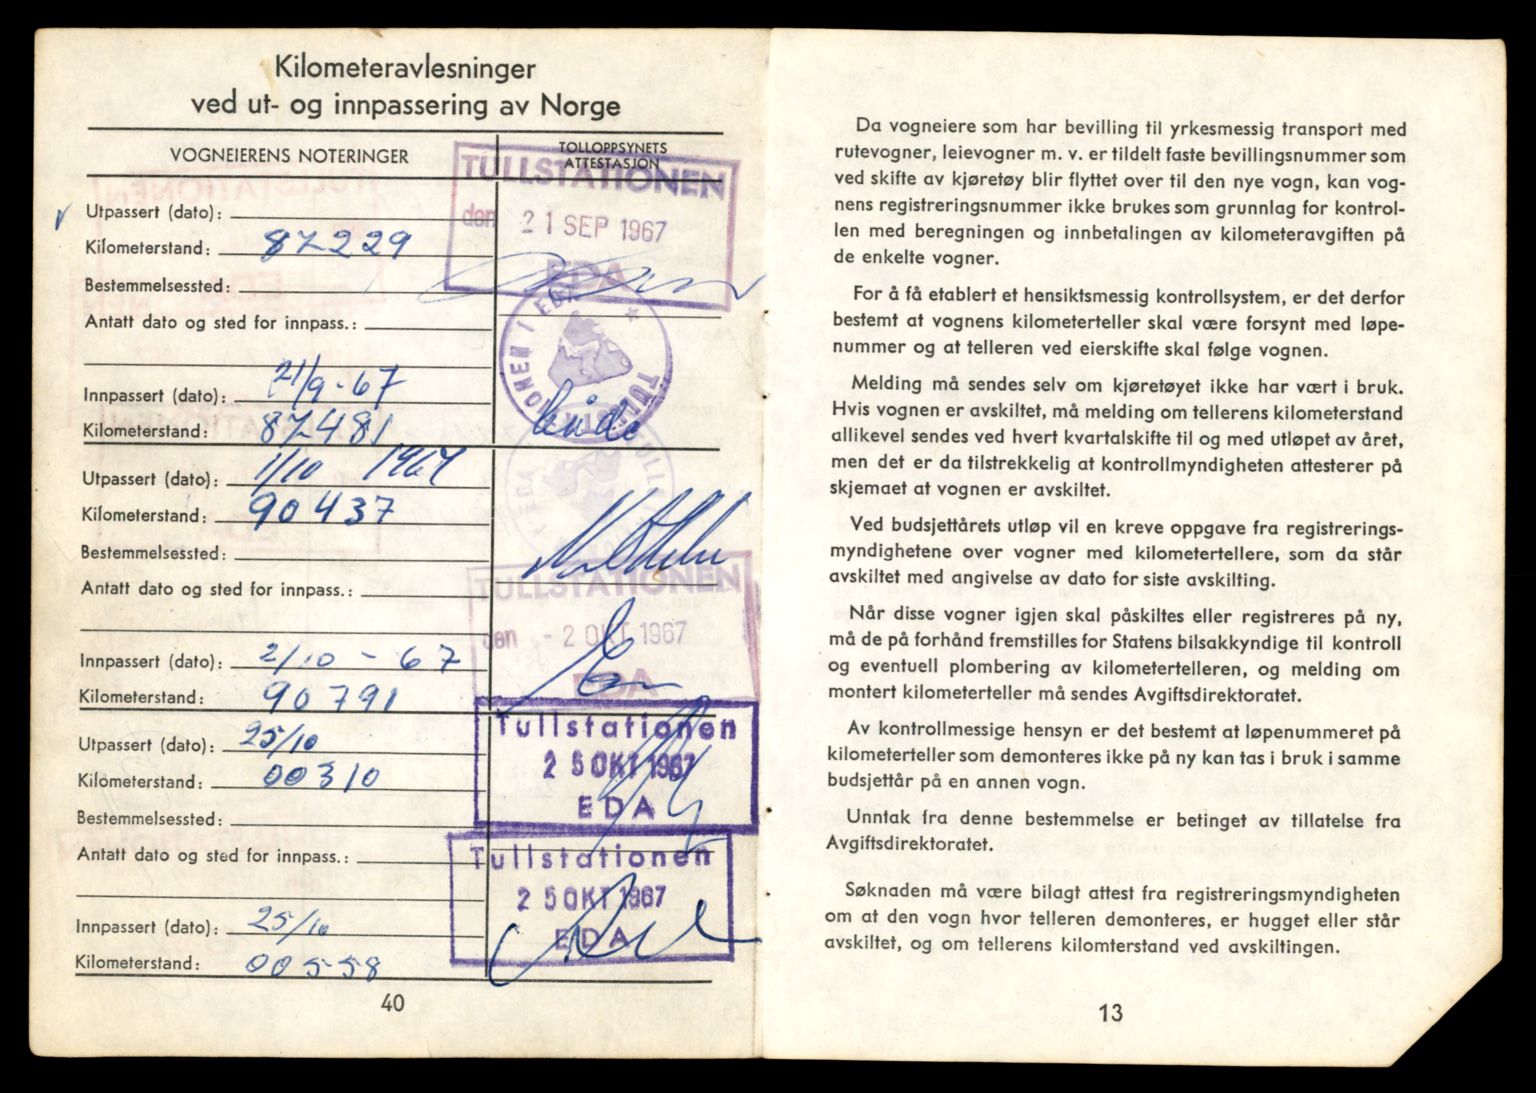 Kilometeravlesninger
ved ut- og innpassering av Norge
VOGNEIERENS NOTERINGER
TOLLOPPSYNETS
ATTESTASJON
TULLSTATIONEN
den 21 SEP 1967
EDA
Utpassert (dato):
Kilometerstand: 87229
Bestemmelsessted:
Antatt dato og sted for innpass.:
TULLSTATIONEN I EDA
Innpassert (dato): 21/9-67
Kilometerstand: 87481
Utpassert (dato): 1/10 1967
Kilometerstand: 90437
Bestemmelsessted:
Antatt dato og sted for innpass.:
TULLSTATIONEN
den - 2 OKT 1967
EDA
Innpassert (dato): 2/10 - 67
Kilometerstand: 90791
Tullstationen
25 OKT 1967
EDA
Utpassert (dato): 25/10
Kilometerstand: 00310
Bestemmelsessted:
Antatt dato og sted for innpass.:
Tullstationen
25 OKT 1967
EDA
Innpassert (dato): 25/10
Kilometerstand: 00558
40
Da vogneiere som har bevilling til yrkesmessig transport med
rutevogner, leievogner m. v. er tildelt faste bevillingsnummer som
ved skifte av kjøretøy blir flyttet over til den nye vogn, kan vog-
nens registreringsnummer ikke brukes som grunnlag for kontrol-
len med beregningen og innbetalingen av kilometeravgiften på
de enkelte vogner.
For å få etablert et hensiktsmessig kontrollsystem, er det derfor
bestemt at vognens kilometerteller skal være forsynt med løpe-
nummer og at telleren ved eierskifte skal følge vognen.
Melding må sendes selv om kjøretøyet ikke har vært i bruk.
Hvis vognen er avskiltet, må melding om tellerens kilometerstand
allikevel sendes ved hvert kvartalskifte til og med utløpet av året,
men det er da tilstrekkelig at kontrollmyndigheten attesterer på
skjemaet at vognen er avskiltet.
Ved budsjettårets utløp vil en kreve oppgave fra registrerings-
myndighetene over vogner med kilometertellere, som da står
avskiltet med angivelse av dato for siste avskilting.
Når disse vogner igjen skal påskiltes eller registreres på ny,
må de på forhånd fremstilles for Statens bilsakkyndige til kontroll
og eventuell plombering av kilometertelleren, og melding om
montert kilometerteller må sendes Avgiftsdirektoratet.
Av kontrollmessige hensyn er det bestemt at løpenummeret på
kilometerteller som demonteres ikke på ny kan tas i bruk i samme
budsjettår på en annen vogn.
Unntak fra denne bestemmelse er betinget av tillatelse fra
Avgiftsdirektoratet.
Søknaden må være bilagt attest fra registreringsmyndigheten
om at den vogn hvor telleren demonteres, er hugget eller står
avskiltet, og om tellerens kilomterstand ved avskiltingen.
13